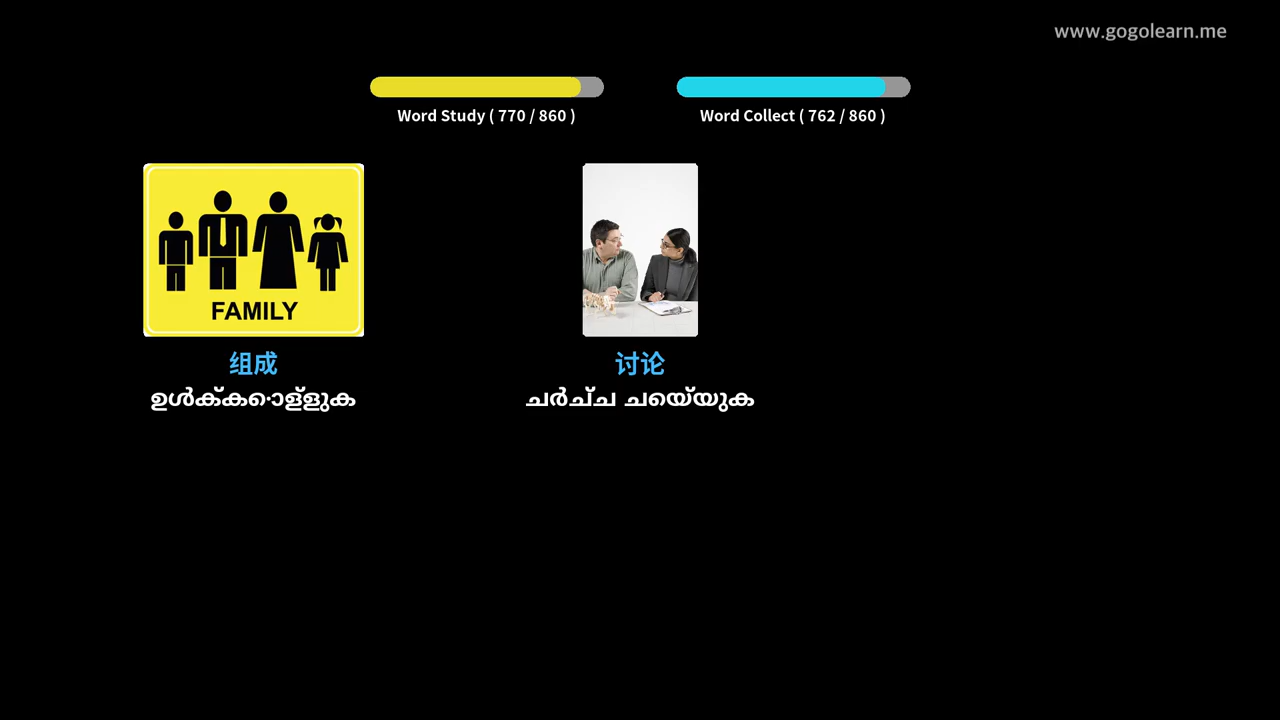 www.gogolearn.me
Word Study ( 770 / 860 )
Word Collect ( 762 / 860 )
FAMILY
组成
讨论
ഉൾക്കൊള്ളുക
ചർച്ച ചെയ്യുക